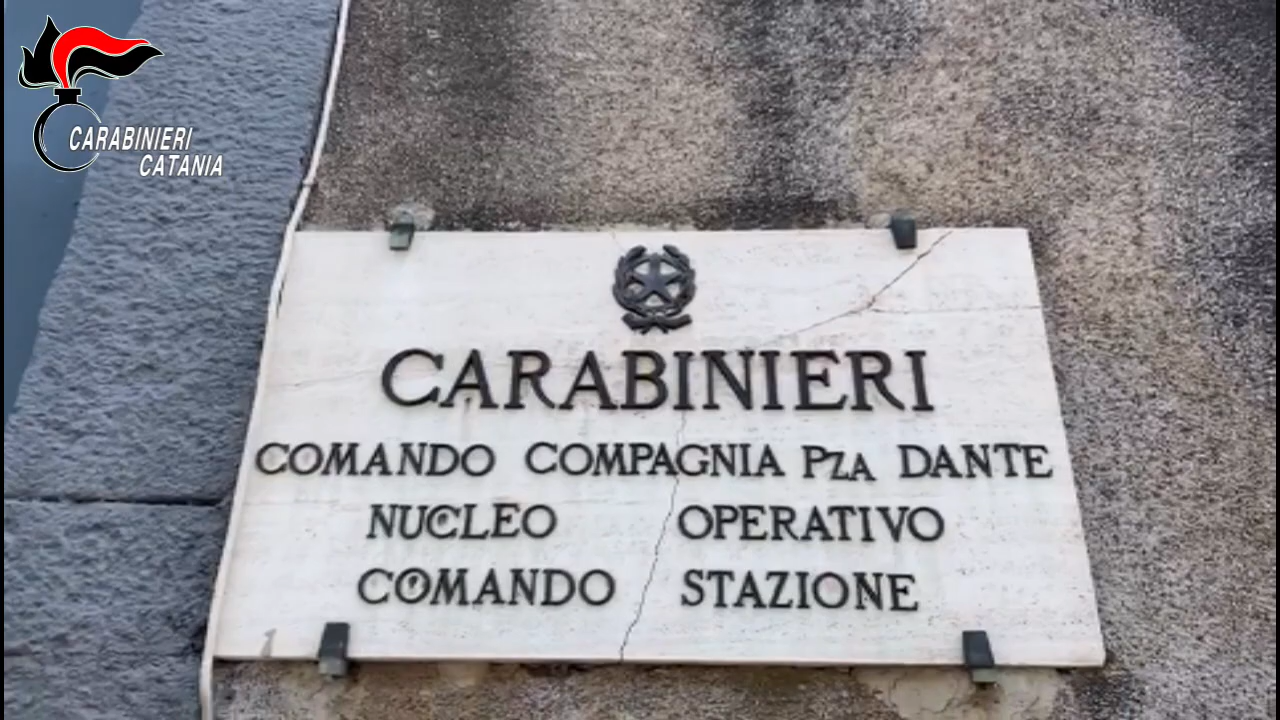 CARABINIERI
CATANIA
CARABINIERI
COMANDO COMPAGNIA PZA DANTE
NUCLEO OPERATIVO
COMANDO STAZIONE